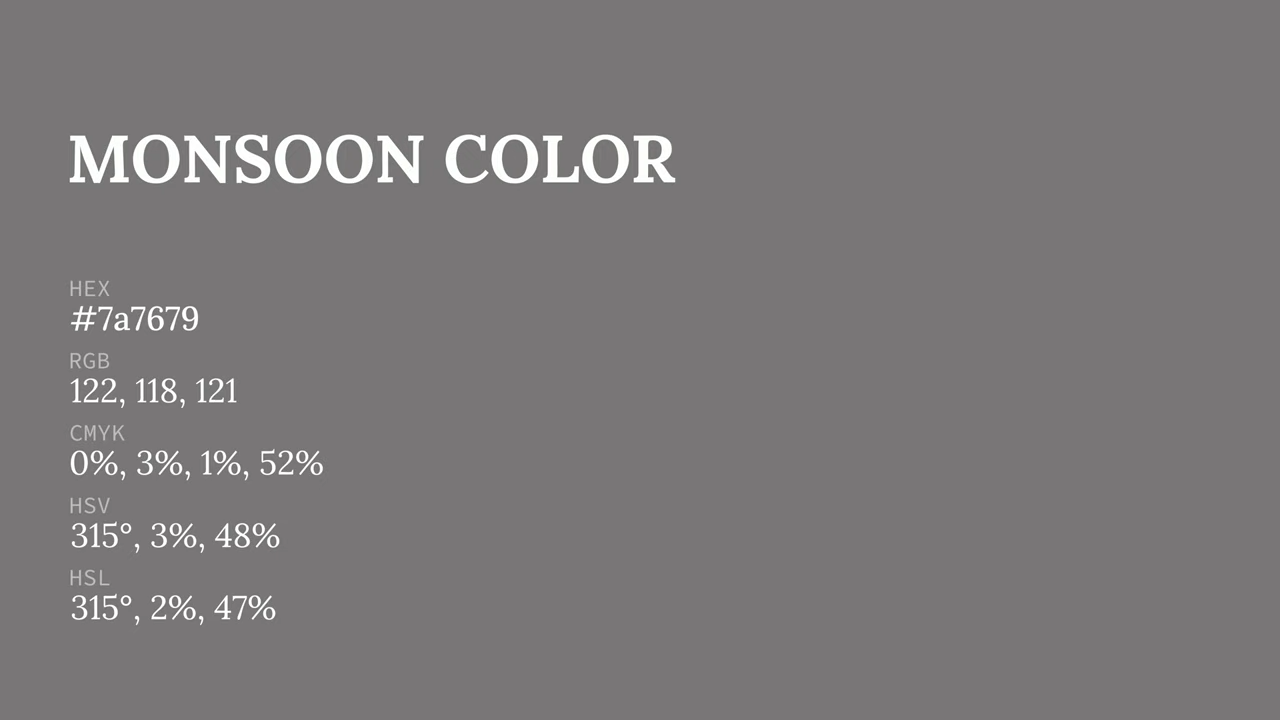 MONSOON COLOR
HEX
#7a7679
RGB
122, 118, 121
CMYK
0%, 3%, 1%, 52%
HSV
315°, 3%, 48%
HSL
315°, 2%, 47%